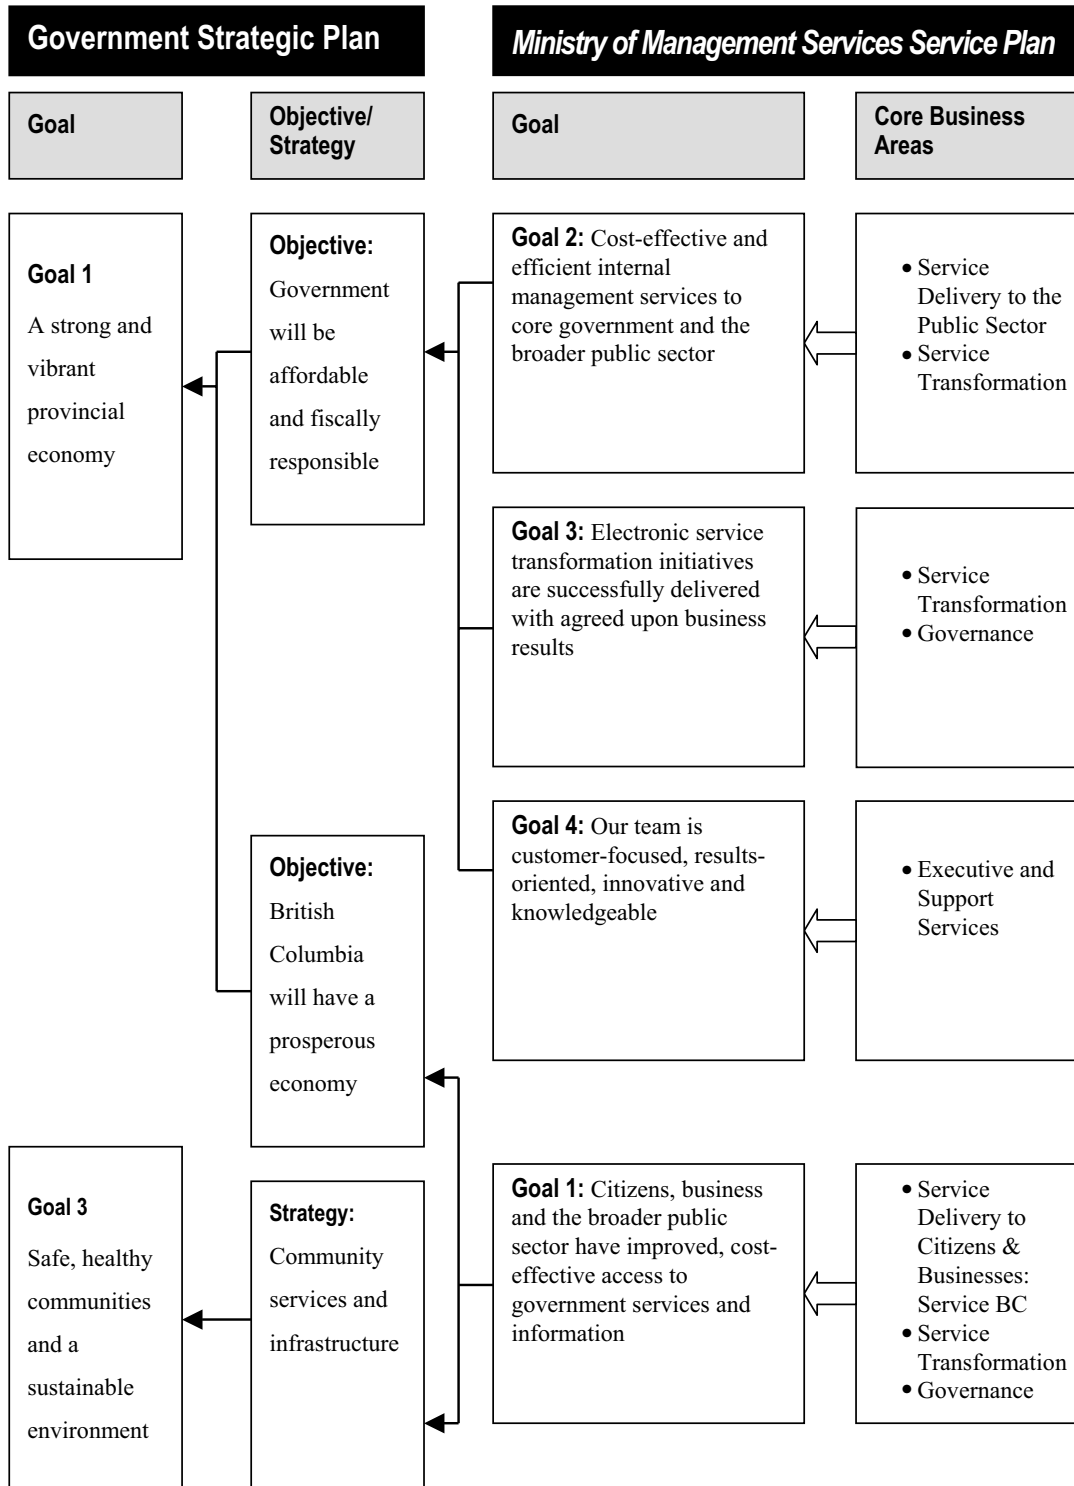 Government Strategic Plan
Ministry of Management Services Service Plan
Goal
Objective/
Strategy
Goal
Core Business
Areas
Goal 1
A strong and
vibrant
provincial
economy
Objective:
Government
will be
affordable
and fiscally
responsible
Goal 2: Cost-effective and
efficient internal
management services to
core government and the
broader public sector
• Service
Delivery to the
Public Sector
• Service
Transformation
Goal 3: Electronic service
transformation initiatives
are successfully delivered
with agreed upon business
results
• Service
Transformation
• Governance
Objective:
British
Columbia
will have a
prosperous
economy
Goal 4: Our team is
customer-focused, results-
oriented, innovative and
knowledgeable
• Executive and
Support
Services
Goal 3
Safe, healthy
communities
and a
sustainable
environment
Strategy:
Community
services and
infrastructure
Goal 1: Citizens, business
and the broader public
sector have improved, cost-
effective access to
government services and
information
• Service
Delivery to
Citizens &
Businesses:
Service BC
• Service
Transformation
• Governance